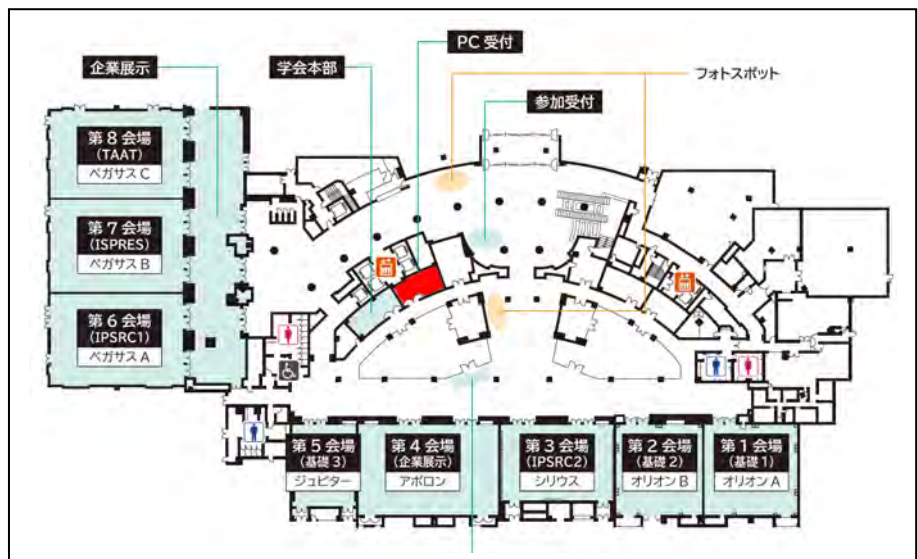 PC 受付
企業展示
学会本部
フォトスポット
参加受付
第8会場
(TAAT)
ペガサス C
第7会場
(ISPRES)
ペガサス B
第6会場
(IPSRC1)
ペガサス A
第5会場
(基礎3)
ジュピター
第4会場
(企業展示)
アポロン
第3会場
(IPSRC2)
シリウス
第2会場
(基礎2)
オリオン B
第1会場
(基礎1)
オリオン A